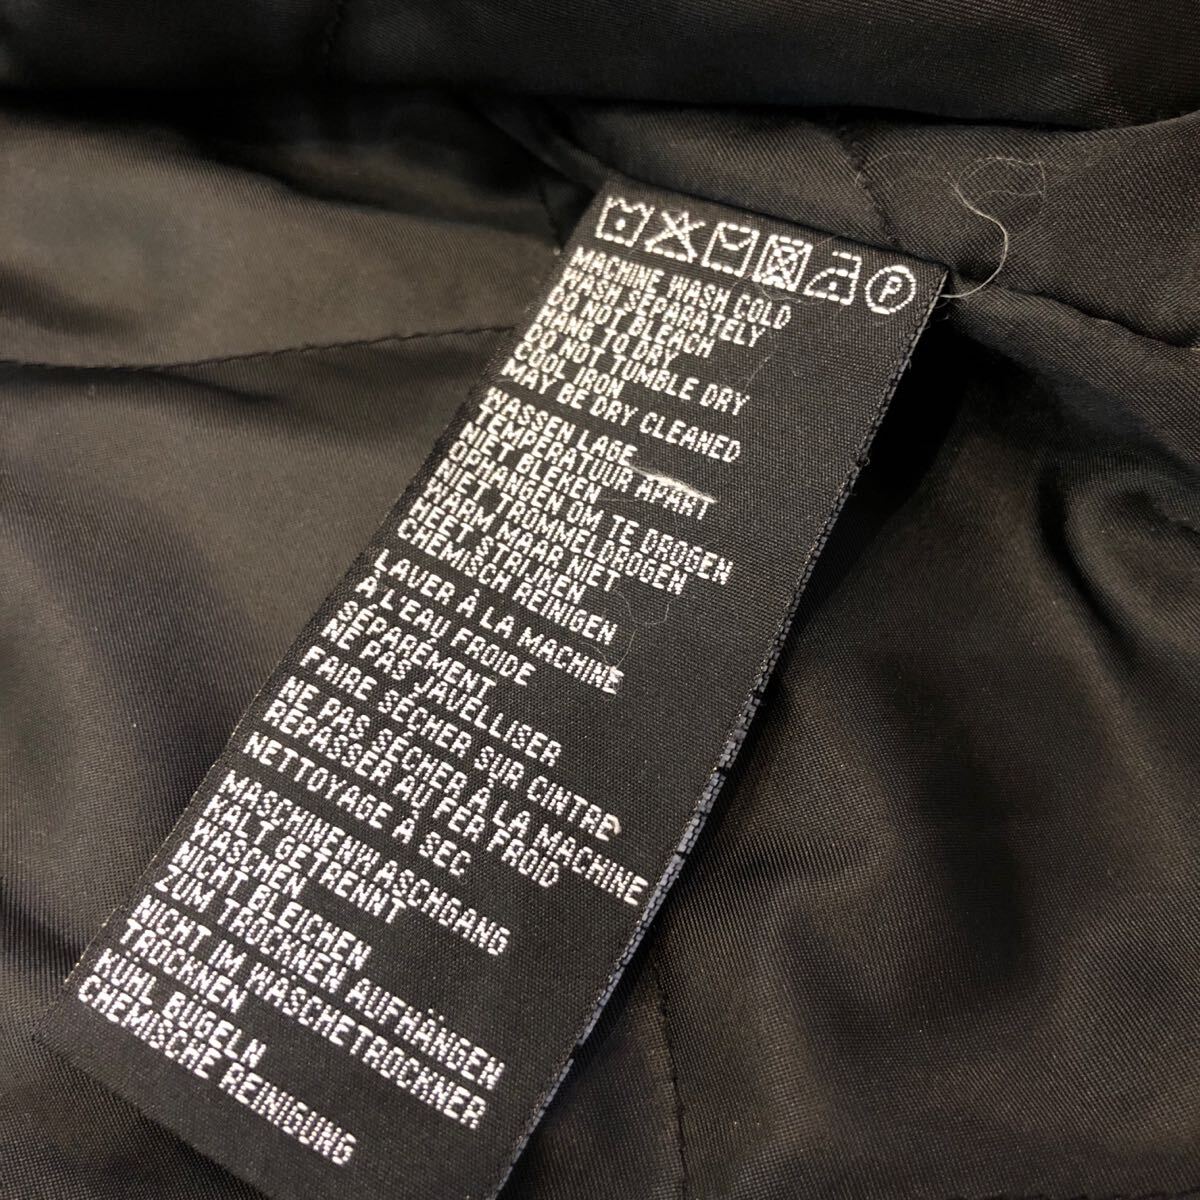 P
MACHINE WASH COLD
WASH SEPARATELY
DO NOT BLEACH
HANG TO DRY
DO NOT TUMBLE DRY
COOL IRON
MAY BE DRY CLEANED
WASSEN LAGE
TEMPERATUUR APART
NIET BLEKEN
OPHANGEN OM TE DROGEN
NIET TROMMELDROGEN
WARM MAAR NIET
HEET STRIJKEN
CHEMISCH REINIGEN
LAVER À LA MACHINE
À L'EAU FROIDE
SÉPARÉMENT
NE PAS JAVELLISER
FAIRE SÉCHER SUR CINTRE
NE PAS SÉCHER À LA MACHINE
REPASSER AU FER FROID
NETTOYAGE À SEC
MASCHINENWASCHGANG
KALT GETRENNT
WASCHEN
NICHT BLEICHEN
ZUM TROCKNEN AUFHANGEN
NICHT IM WÄSCHETROCKNER
TROCKNEN
KUHL BUGELN
CHEMISCHE REINIGUNG